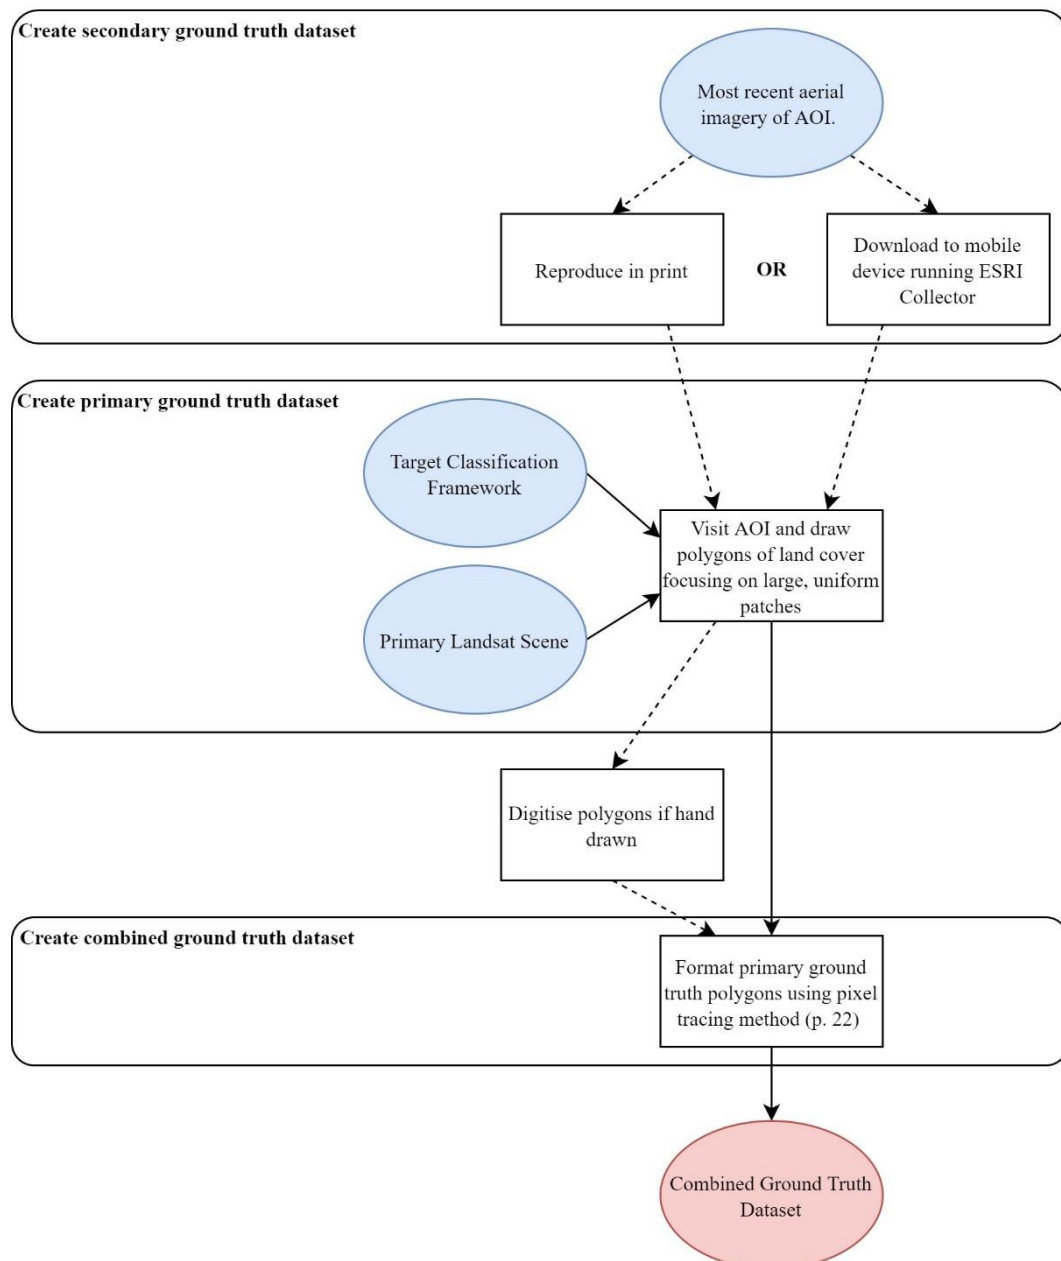 Create secondary ground truth dataset
Most recent aerial
imagery of AOI.
Reproduce in print
OR
Download to mobile
device running ESRI
Collector
Create primary ground truth dataset
Target Classification
Framework
Visit AOI and draw
polygons of land cover
focusing on large, uniform
patches
Primary Landsat Scene
Digitise polygons if hand
drawn
Create combined ground truth dataset
Format primary ground
truth polygons using pixel
tracing method (p. 22)
Combined Ground Truth
Dataset